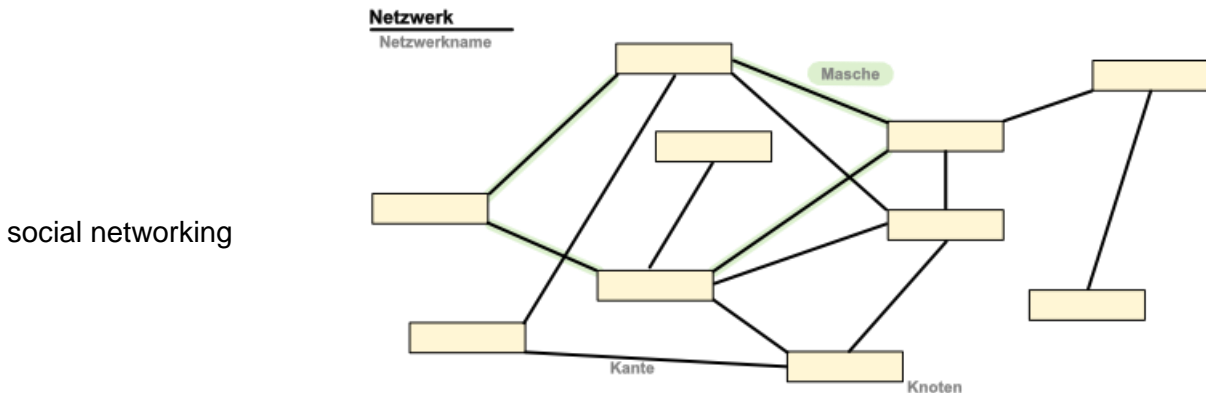 Netzwerk
Netzwerkname
Masche
social networking
Kante
Knoten